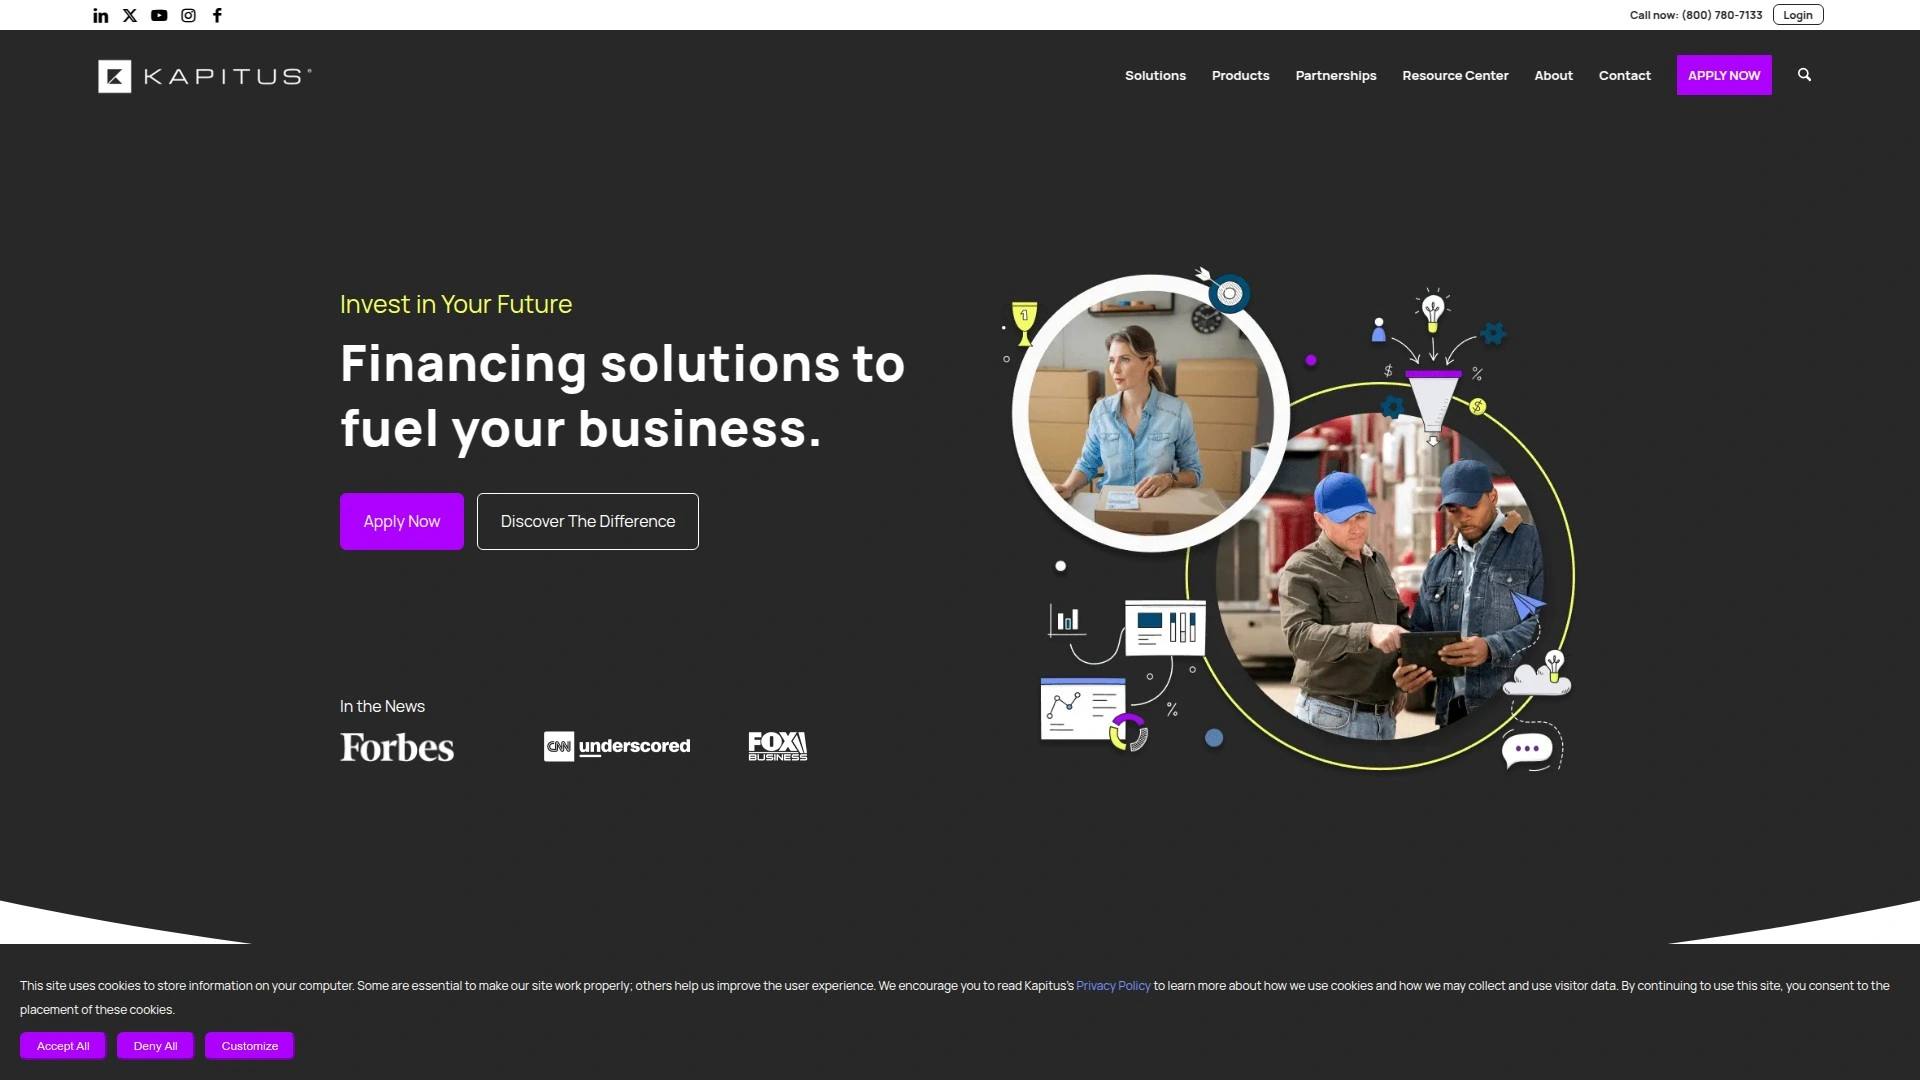 Call now: (800) 780-7133
Login
KAPITUS
Solutions
Products
Partnerships
Resource Center
About
Contact
APPLY NOW
Invest in Your Future
Financing solutions to
fuel your business.
Apply Now
Discover The Difference
1
$
%
$
%
In the News
Forbes
CNN underscored
FOX
BUSINESS
This site uses cookies to store information on your computer. Some are essential to make our site work properly; others help us improve the user experience. We encourage you to read Kapitus's Privacy Policy to learn more about how we use cookies and how we may collect and use visitor data. By continuing to use this site, you consent to the
placement of these cookies.
Accept All
Deny All
Customize